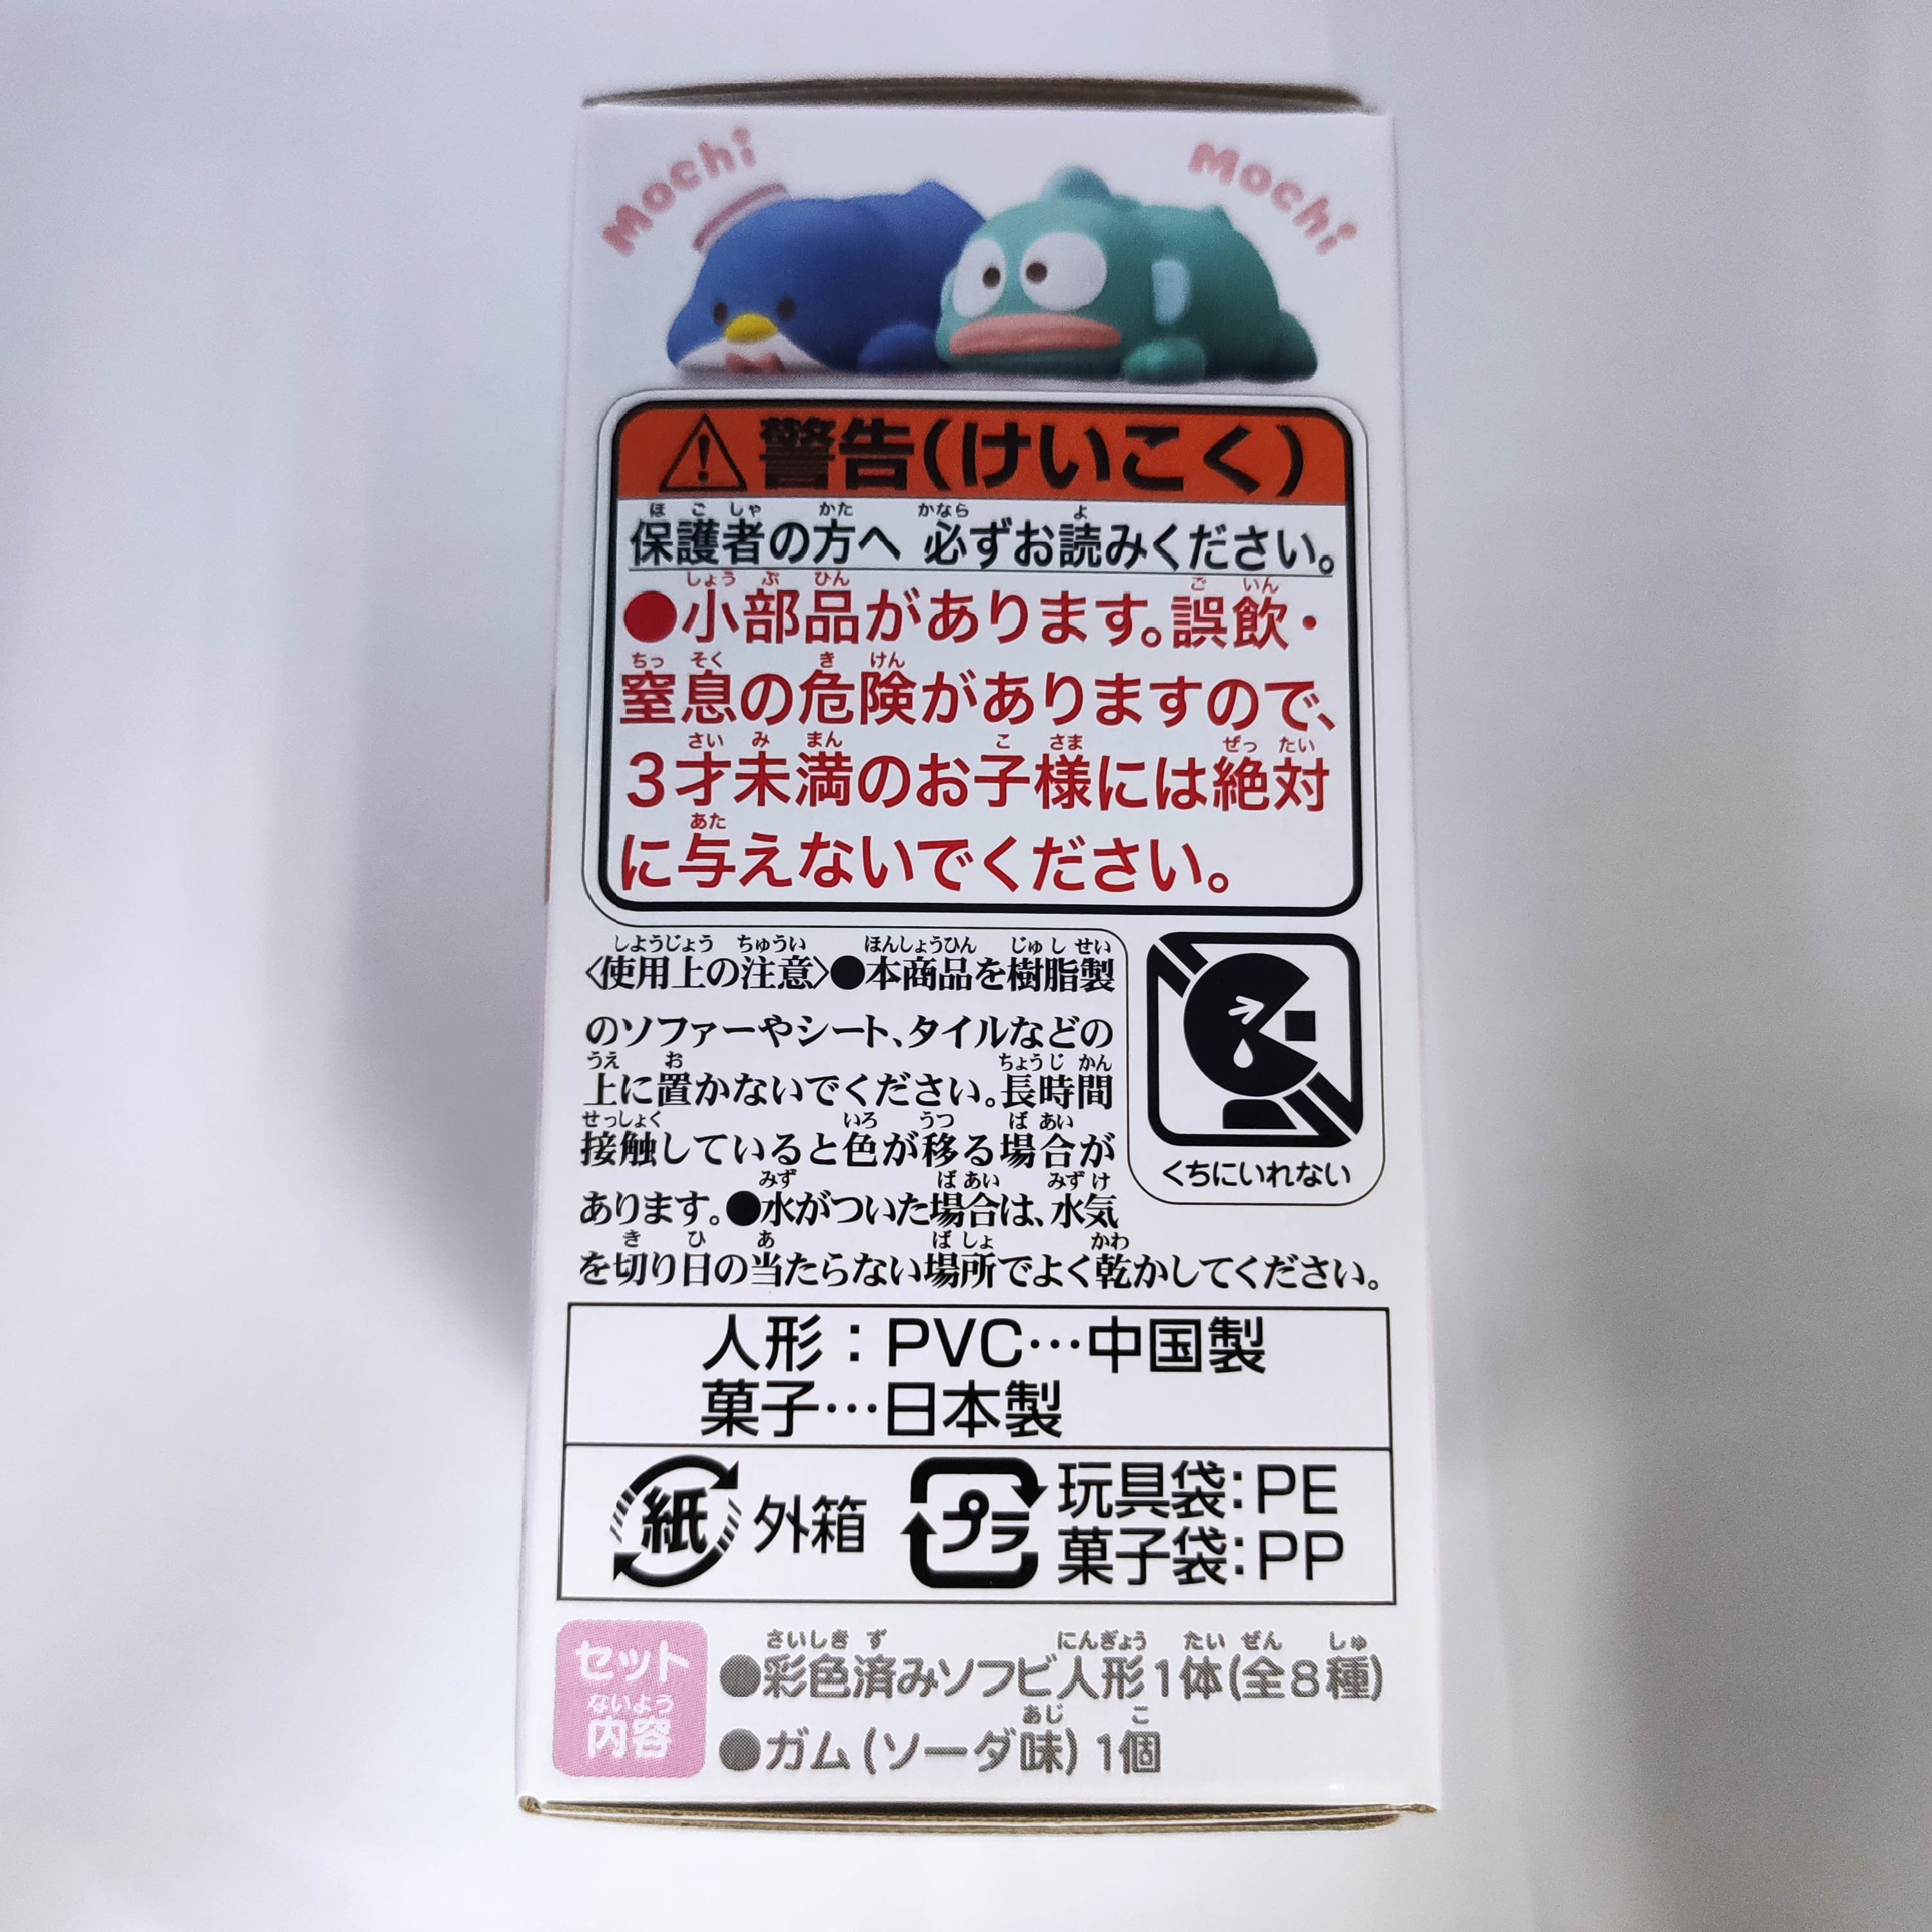 Mochi Mochi
警告(けいこく)
保護者の方へ 必ずお読みください。
●小部品があります。誤飲・
窒息の危険がありますので、
3才未満のお子様には絶対
に与えないでください。
〈使用上の注意〉●本商品を樹脂製
のソファーやシート、タイルなどの
上に置かないでください。長時間
接触していると色が移る場合が
あります。●水がついた場合は、水気
を切り日の当たらない場所でよく乾かしてください。
くちにいれない
人形：PVC…中国製
菓子…日本製
紙 外箱 プラ 玩具袋：PE
菓子袋：PP
セット内容
●彩色済みソフビ人形1体(全8種)
●ガム(ソーダ味)1個